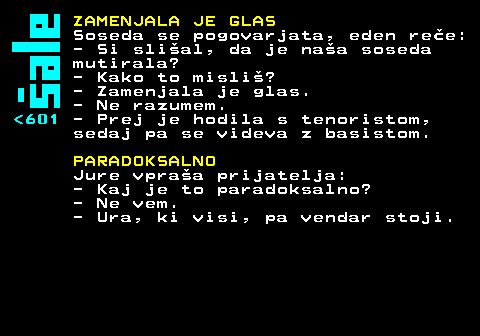 šale
<601
ZAMENJALA JE GLAS
Soseda se pogovarjata, eden reče:
- Si slišal, da je naša soseda
mutirala?
- Kako to misliš?
- Zamenjala je glas.
- Ne razumem.
- Prej je hodila s tenoristom,
sedaj pa se videva z basistom.
PARADOKSALNO
Jure vpraša prijatelja:
- Kaj je to paradoksalno?
- Ne vem.
- Ura, ki visi, pa vendar stoji.